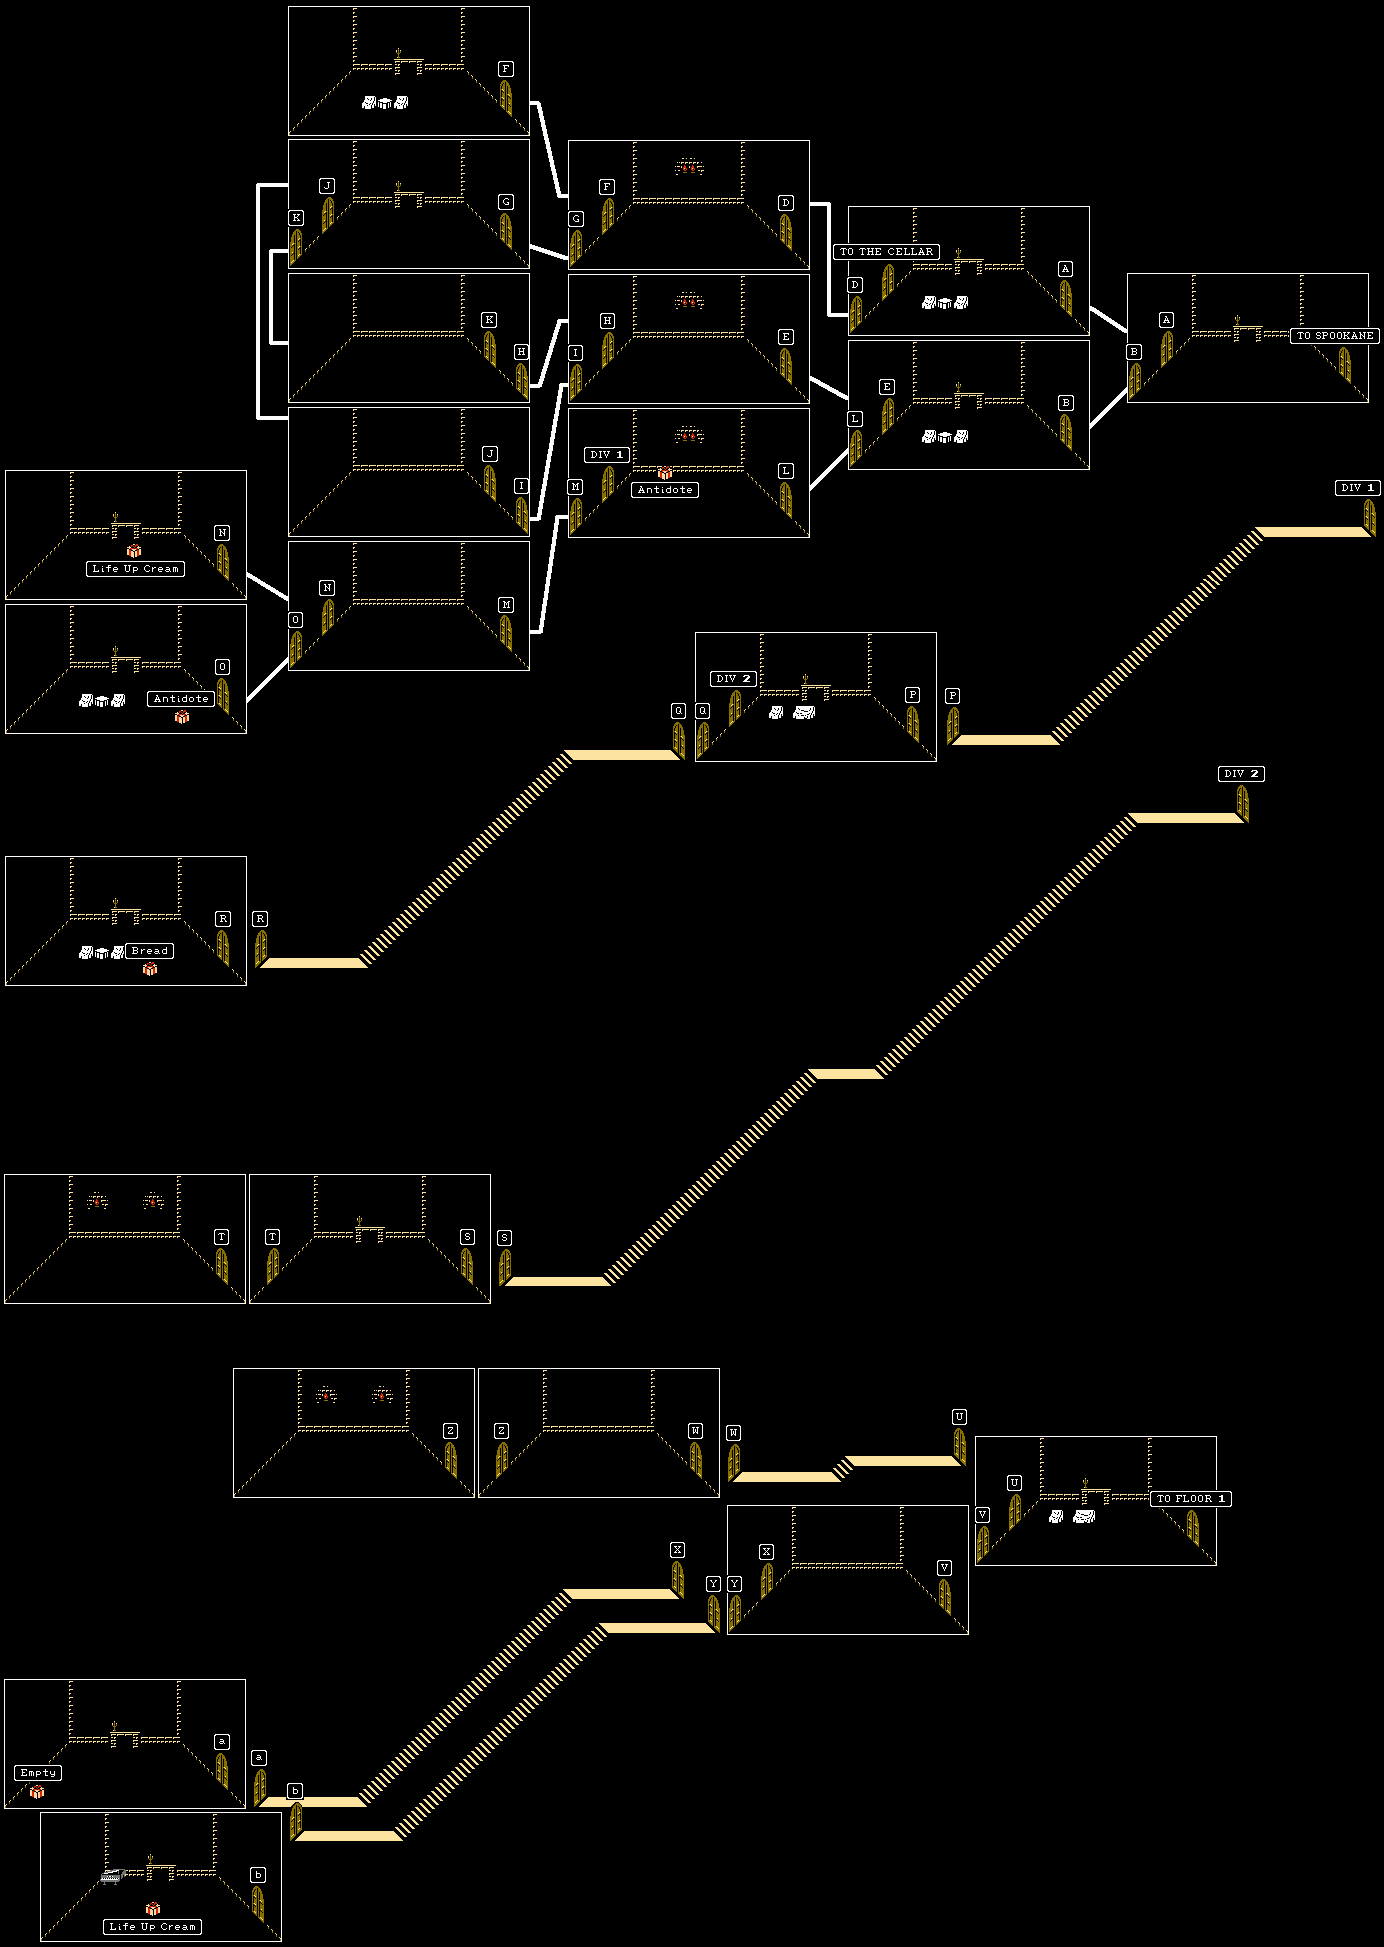 F
J
K
G
F
G
D
TO THE CELLAR
D
A
A
B
TO SPOOKANE
K
H
H
I
E
E
L
B
J
I
DIV 1
M
L
Antidote
DIV 1
N
Life Up Cream
N
O
M
O
Antidote
DIV 2
Q
Q
P
P
DIV 2
R
R
Bread
T
T
S
S
Z
Z
W
W
U
U
V
TO FLOOR 1
X
Y
Y
X
V
a
a
Empty
b
b
Life Up Cream